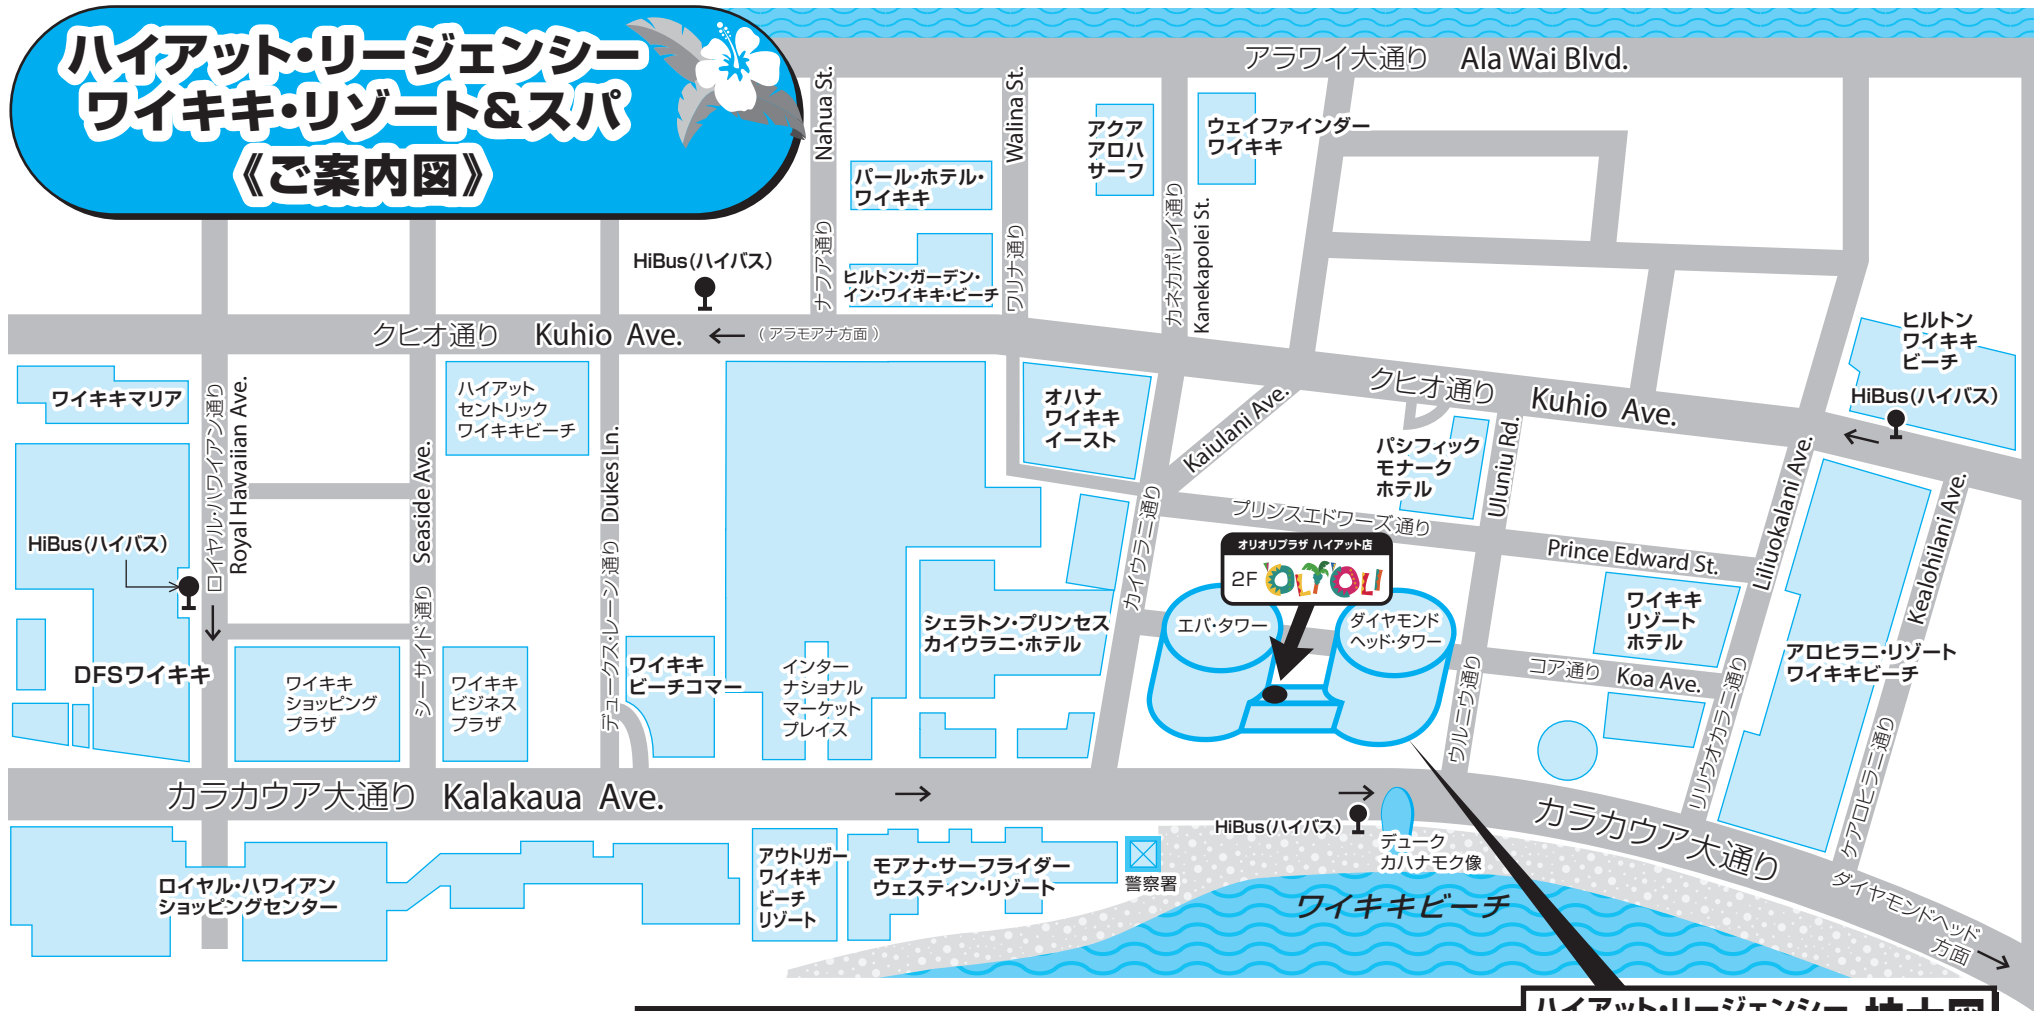 ハイアット・リージェンシー
ワイキキ・リゾート&スパ
《ご案内図》
アラワイ大通り Ala Wai Blvd.
Nahua St.
ナフア通り
Walina St.
ワリナ通り
カネカポレイ通り
Kanekapolei St.
アクア
アロハ
サーフ
ウェイファインダー
ワイキキ
パール・ホテル・
ワイキキ
ヒルトン・ガーデン・
イン・ワイキキ・ビーチ
HiBus(ハイバス)
クヒオ通り Kuhio Ave.
(アラモアナ方面)
クヒオ通り Kuhio Ave.
ヒルトン
ワイキキ
ビーチ
HiBus(ハイバス)
ワイキキマリア
ロイヤル・ハワイアン通り
Royal Hawaiian Ave.
ハイアット
セントリック
ワイキキビーチ
シーサイド通り Seaside Ave.
デュークス・レーン通り Dukes Ln.
オハナ
ワイキキ
イースト
Kaiulani Ave.
カイウラニ通り
パシフィック
モナーク
ホテル
Uluniu Rd.
ウルニウ通り
プリンスエドワーズ通り
Prince Edward St.
Liliuokalani Ave.
リリウオカラニ通り
Kealohilani Ave.
ケアロヒラニ通り
HiBus(ハイバス)
DFSワイキキ
ワイキキ
ショッピング
プラザ
ワイキキ
ビジネス
プラザ
ワイキキ
ビーチコマー
インター
ナショナル
マーケット
プレイス
シェラトン・プリンセス
カイウラニ・ホテル
オリオリプラザ ハイアット店
2F 'OLI'OLI
エバ・タワー
ダイヤモンド
ヘッド・タワー
コア通り Koa Ave.
ワイキキ
リゾート
ホテル
アロヒラニ・リゾート
ワイキキビーチ
カラカウア大通り Kalakaua Ave.
カラカウア大通り
HiBus(ハイバス)
デューク
カハナモク像
ロイヤル・ハワイアン
ショッピングセンター
アウトリガー
ワイキキ
ビーチ
リゾート
モアナ・サーフライダー
ウェスティン・リゾート
警察署
ワイキキビーチ
ダイヤモンドヘッド
方面
ハイアット・リージェンシー